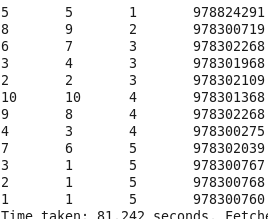 5 5 1 978824291
8 9 2 978300719
6 7 3 978302268
3 4 3 978301968
2 2 3 978302109
10 10 4 978301368
9 8 4 978302268
4 3 4 978300275
7 6 5 978302039
3 1 5 978300767
2 1 5 978300768
1 1 5 978300760
Time taken: 81.242 seconds, Fetche